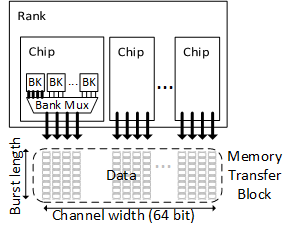 Rank
Chip Chip Chip
BK BK ... BK
Bank Mux
...
Burst length
Data
Memory
Transfer
Block
Channel width (64 bit)